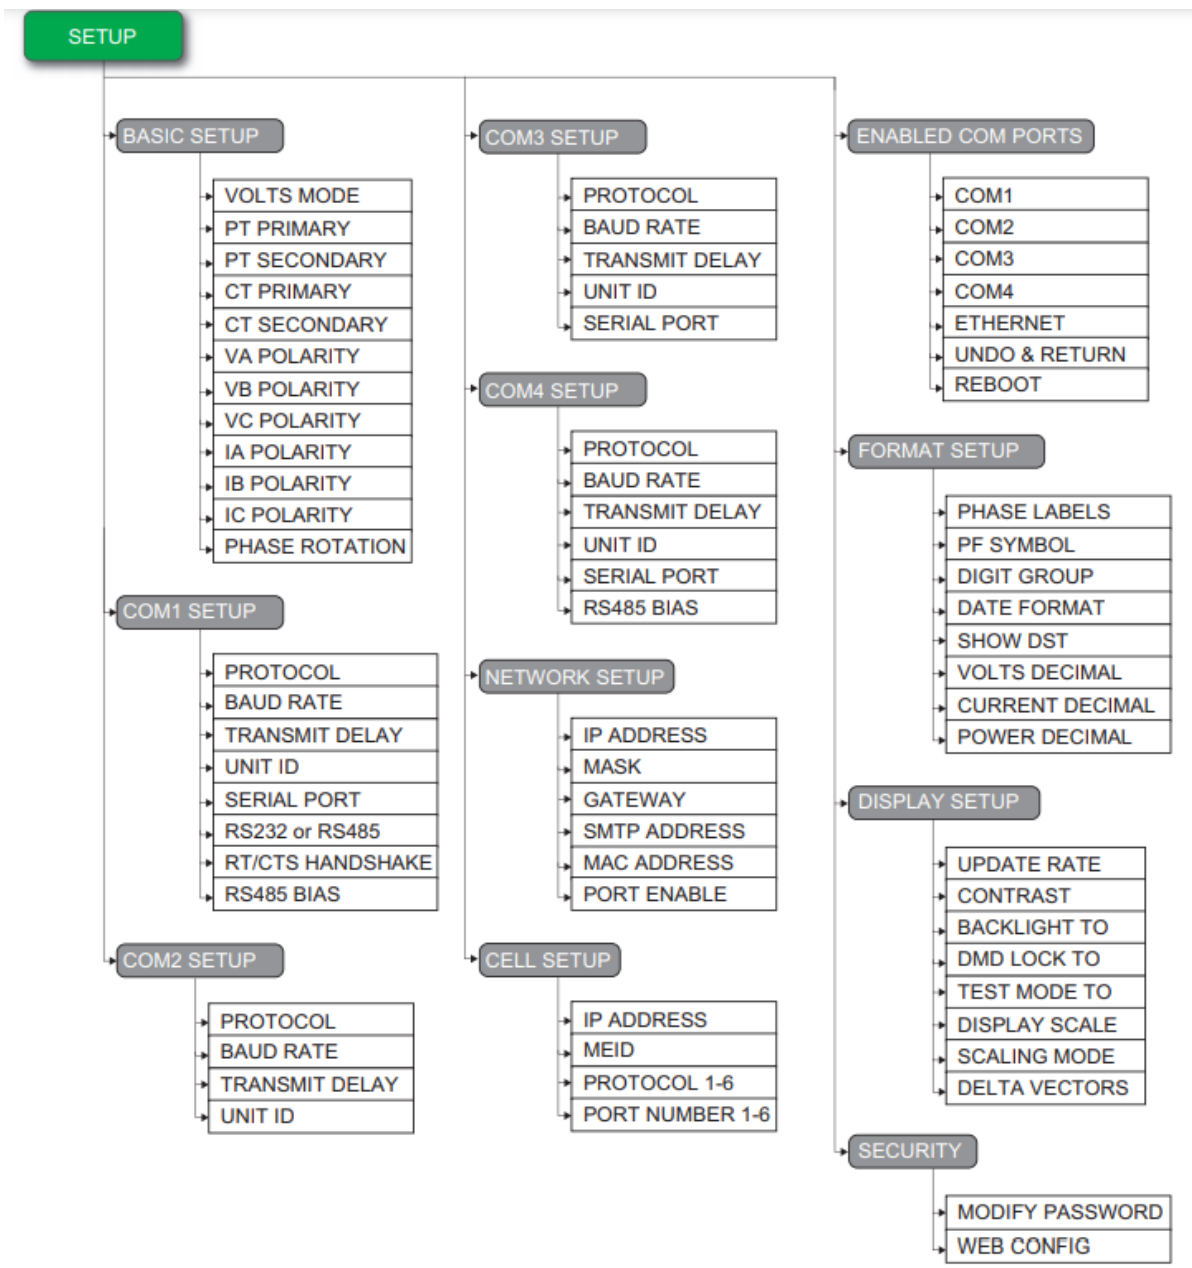 SETUP
BASIC SETUP
VOLTS MODE
PT PRIMARY
PT SECONDARY
CT PRIMARY
CT SECONDARY
VA POLARITY
VB POLARITY
VC POLARITY
IA POLARITY
IB POLARITY
IC POLARITY
PHASE ROTATION
COM1 SETUP
PROTOCOL
BAUD RATE
TRANSMIT DELAY
UNIT ID
SERIAL PORT
RS232 or RS485
RT/CTS HANDSHAKE
RS485 BIAS
COM2 SETUP
PROTOCOL
BAUD RATE
TRANSMIT DELAY
UNIT ID
COM3 SETUP
PROTOCOL
BAUD RATE
TRANSMIT DELAY
UNIT ID
SERIAL PORT
COM4 SETUP
PROTOCOL
BAUD RATE
TRANSMIT DELAY
UNIT ID
SERIAL PORT
RS485 BIAS
NETWORK SETUP
IP ADDRESS
MASK
GATEWAY
SMTP ADDRESS
MAC ADDRESS
PORT ENABLE
CELL SETUP
IP ADDRESS
MEID
PROTOCOL 1-6
PORT NUMBER 1-6
ENABLED COM PORTS
COM1
COM2
COM3
COM4
ETHERNET
UNDO & RETURN
REBOOT
FORMAT SETUP
PHASE LABELS
PF SYMBOL
DIGIT GROUP
DATE FORMAT
SHOW DST
VOLTS DECIMAL
CURRENT DECIMAL
POWER DECIMAL
DISPLAY SETUP
UPDATE RATE
CONTRAST
BACKLIGHT TO
DMD LOCK TO
TEST MODE TO
DISPLAY SCALE
SCALING MODE
DELTA VECTORS
SECURITY
MODIFY PASSWORD
WEB CONFIG